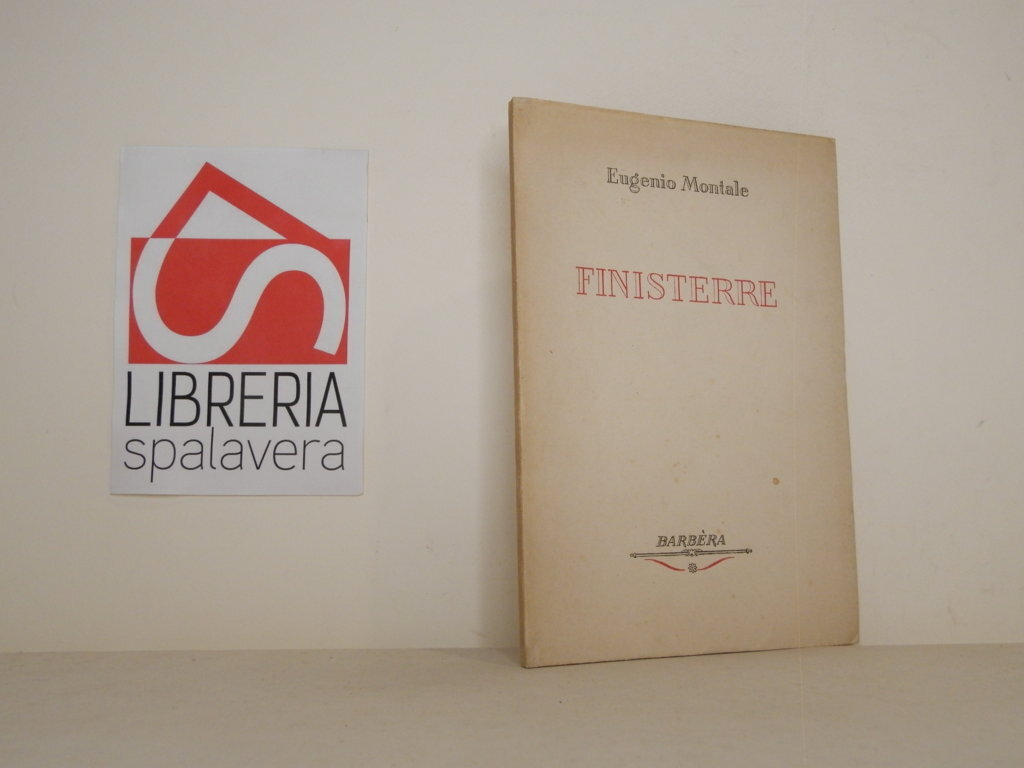 LIBRERIA
spalavera
Eugenio Montale
FINISTERRE
BARBÈRA